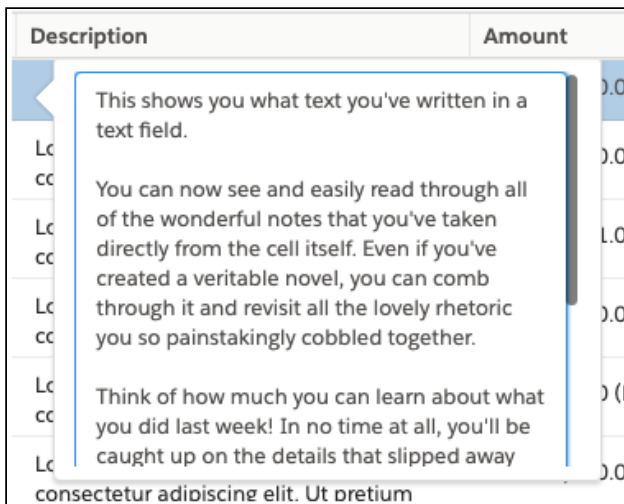 Description Amount
This shows you what text you've written in a
text field.
You can now see and easily read through all
of the wonderful notes that you've taken
directly from the cell itself. Even if you've
created a veritable novel, you can comb
through it and revisit all the lovely rhetoric
you so painstakingly cobbled together.
Think of how much you can learn about what
you did last week! In no time at all, you'll be
caught up on the details that slipped away
consectetur adipiscing elit. Ut pretium